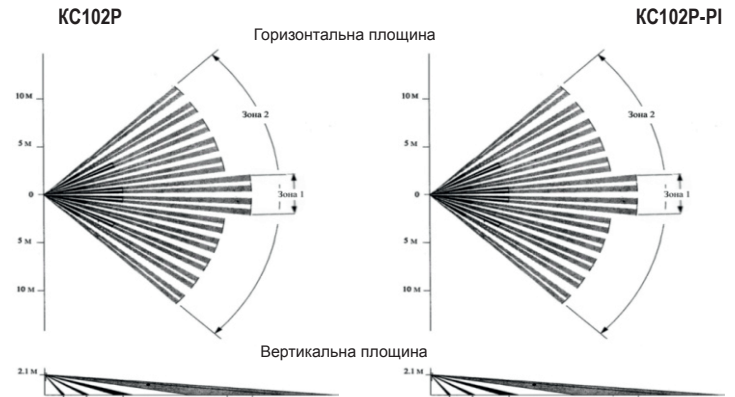 КС102Р
КС102Р-PI
Горизонтальна площина
10 М
5 М
0
5 М
10 М
Зона 2
Зона 1
10 М
5 М
0
5 М
10 М
Зона 2
Зона 1
Вертикальна площина
2.1 М
2.1 М